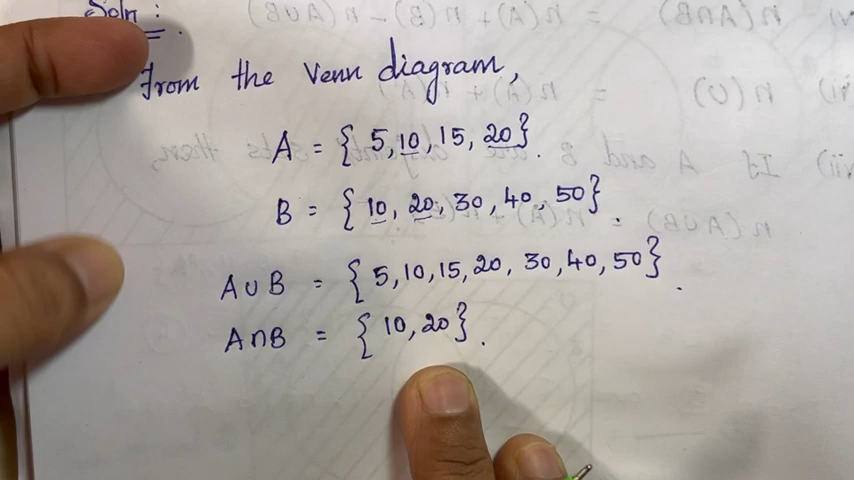 Soln :
From the Venn diagram,
A = { 5, 10, 15, 20 } .
B = { 10, 20, 30, 40, 50 } .
A ∪ B = { 5, 10, 15, 20, 30, 40, 50 } .
A ∩ B = { 10, 20 } .